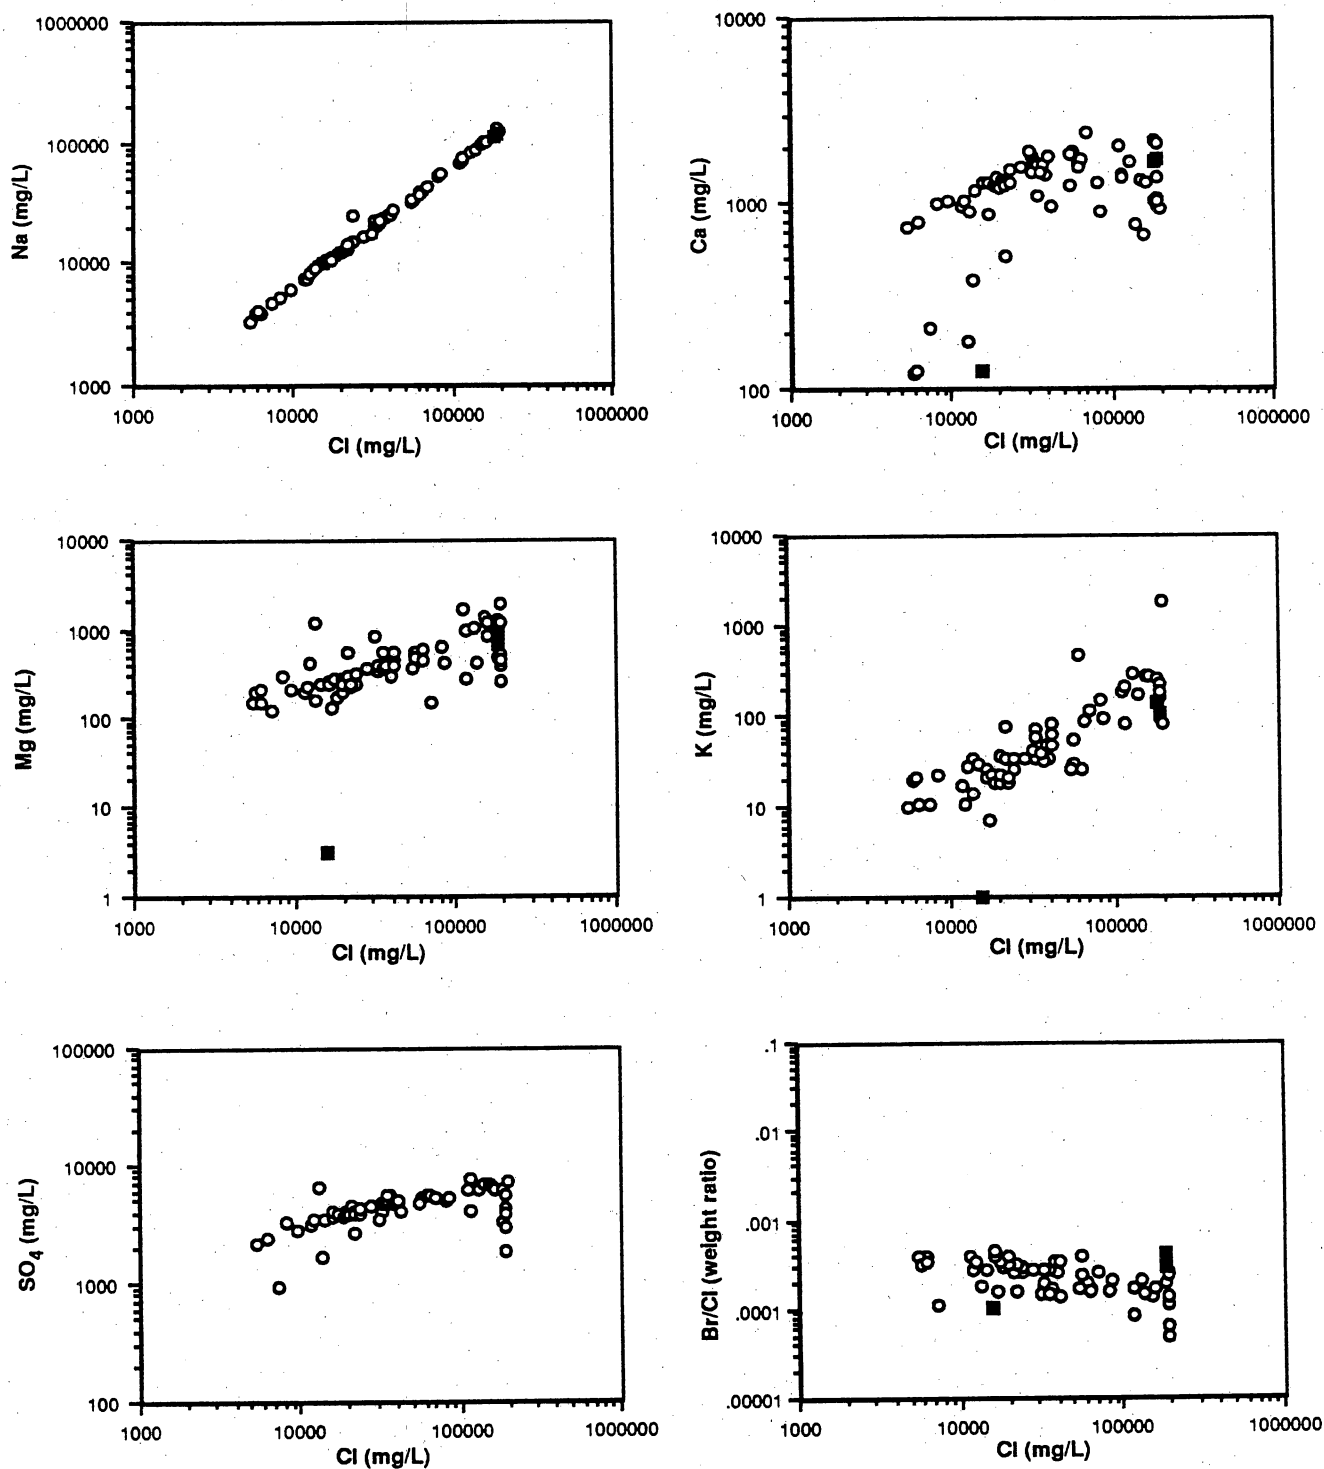 1000000
100000
10000
1000
Na (mg/L)
1000 10000 100000 1000000
Cl (mg/L)
10000
1000
100
Ca (mg/L)
1000 10000 100000 1000000
Cl (mg/L)
10000
1000
100
10
1
Mg (mg/L)
1000 10000 100000 1000000
Cl (mg/L)
10000
1000
100
10
1
K (mg/L)
1000 10000 100000 1000000
Cl (mg/L)
100000
10000
1000
100
SO4 (mg/L)
1000 10000 100000 1000000
Cl (mg/L)
.1
.01
.001
.0001
.00001
Br/Cl (weight ratio)
1000 10000 100000 1000000
Cl (mg/L)